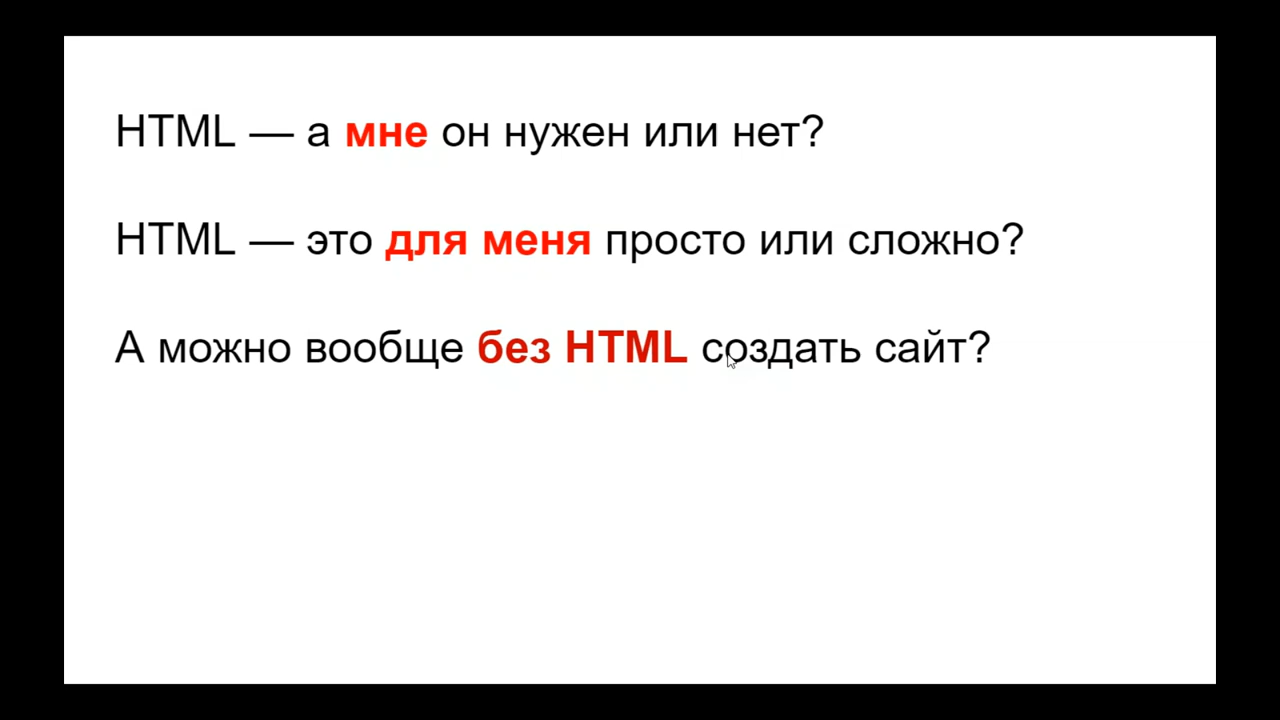 HTML — а мне он нужен или нет?
HTML — это для меня просто или сложно?
А можно вообще без HTML создать сайт?